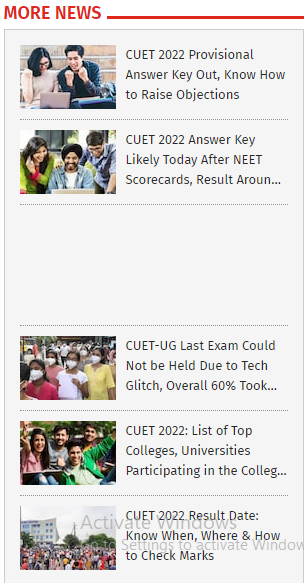 MORE NEWS
CUET 2022 Provisional
Answer Key Out, Know How
to Raise Objections
CUET 2022 Answer Key
Likely Today After NEET
Scorecards, Result Aroun...
CUET-UG Last Exam Could
Not be Held Due to Tech
Glitch, Overall 60% Took...
CUET 2022: List of Top
Colleges, Universities
Participating in the Colleg...
CUET 2022 Result Date:
Activate Windows
Know When, Where & How
Settings to activate Windows
to Check Marks